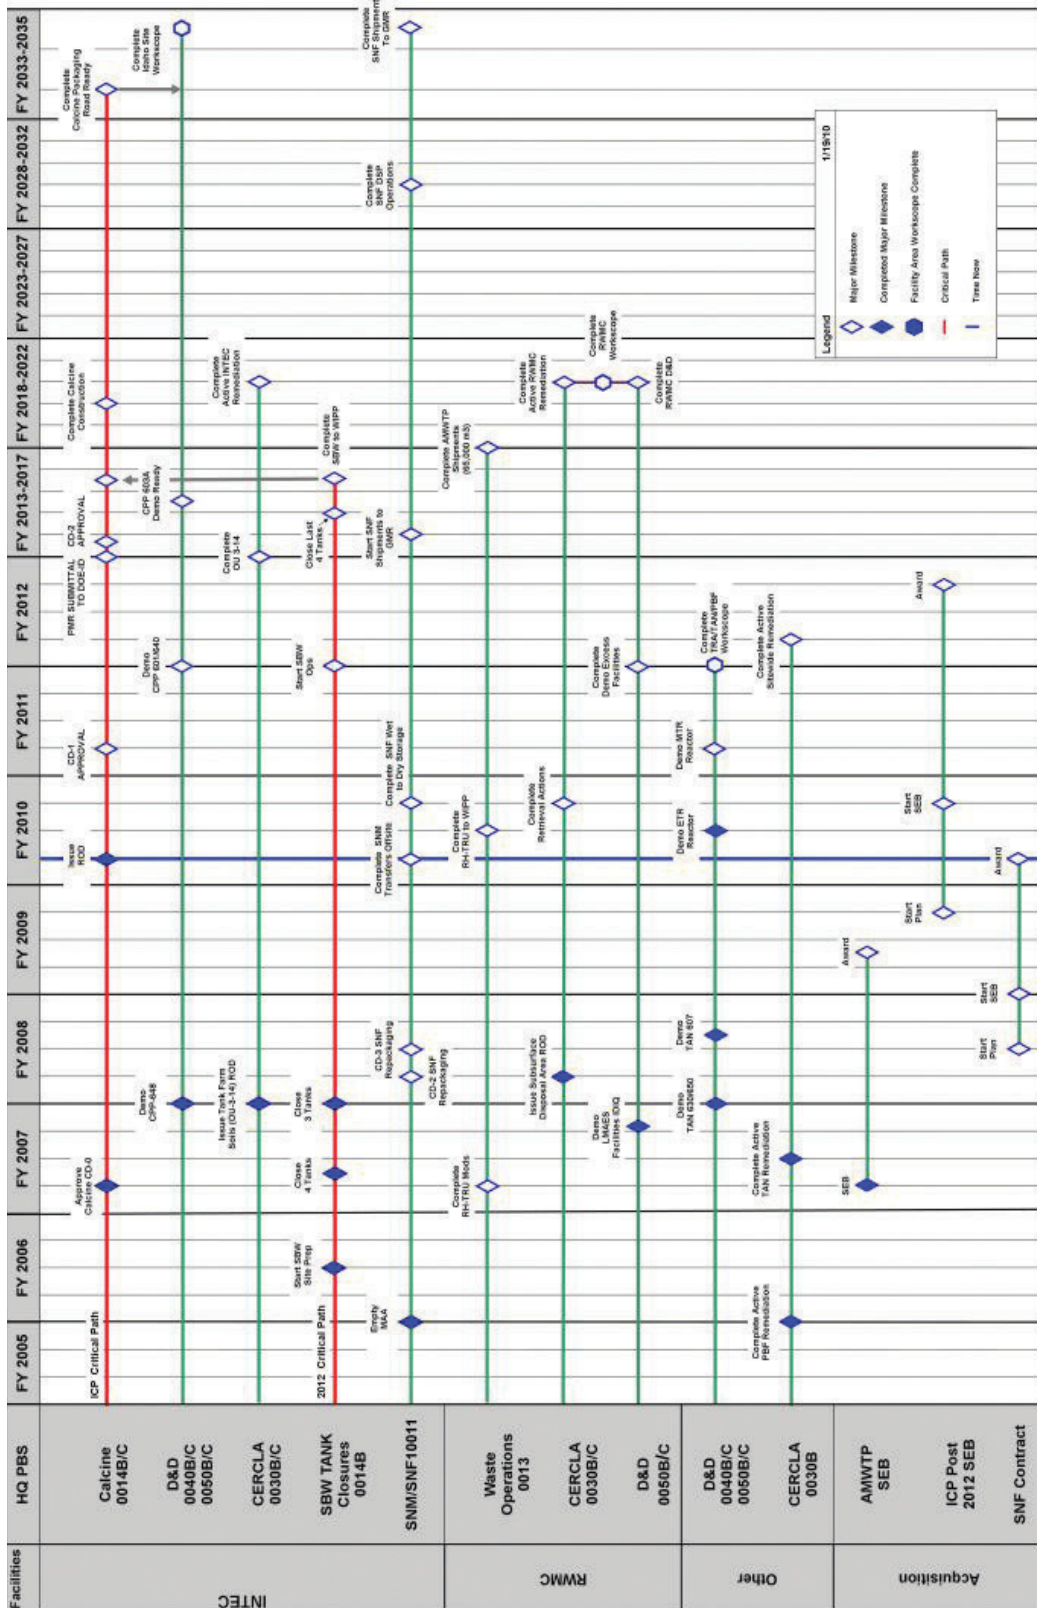 Facilities
HQ PBS
FY 2005
FY 2006
FY 2007
FY 2008
FY 2009
FY 2010
FY 2011
FY 2012
FY 2013-2017
FY 2018-2022
FY 2023-2027
FY 2028-2032
FY 2033-2035
INTEC
Calcine
0014B/C
ICP Critical Path
Approve
Calcine CD-0
Issue
ROD
CD-1
APPROVAL
PMR SUBMITTAL
TO DOE-ID
CD-2
APPROVAL
Complete Calcine
Construction
Complete
Calcine Packaging
Road Ready
D&D
0040B/C
0050B/C
Demo
CPP-648
Demo
CPP 601/640
CPP 603A
Demo Ready
Complete
Idaho Site
Workscope
CERCLA
0030B/C
Issue Tank Farm
Soils (OU-3-14) ROD
Complete
OU 3-14
Complete
Active INTEC
Remediation
SBW TANK
Closures
0014B
2012 Critical Path
Start SBW
Site Prep
Close
4 Tanks
Close
3 Tanks
Start SBW
Ops
Close Last
4 Tanks
Complete
SBW to WIPP
SNM/SNF10011
Empty
MAA
CD-3 SNF
Repackaging
CD-2 SNF
Repackaging
Complete SNM
Transfers Offsite
Complete SNF Wet
to Dry Storage
Start SNF
Shipments to
GMR
Complete
SNF DSP
Operations
Complete
SNF Shipment
To GMR
RWMC
Waste
Operations
0013
Complete
RH-TRU Mods
Complete
RH-TRU to WIPP
Complete AMWTP
Shipments
(65,000 m3)
CERCLA
0030B/C
Issue Subsurface
Disposal Area ROD
Complete
Retrieval Actions
Complete
Active RWMC
Remediation
Complete
RWMC
Workscope
D&D
0050B/C
Demo
LMAES
Facilities IDIQ
Complete
Demo Excess
Facilities
Complete
RWMC D&D
Other
D&D
0040B/C
0050B/C
Demo
TAN 630/650
Demo
TAN 607
Demo ETR
Reactor
Demo MTR
Reactor
Complete
TRA/TAN/PBF
Workscope
CERCLA
0030B
Complete Active
PBF Remediation
Complete Active
TAN Remediation
Complete Active
Sitewide Remediation
Acquisition
AMWTP
SEB
SEB
Award
ICP Post
2012 SEB
Start
Plan
Start
SEB
Award
SNF Contract
Start
Plan
Start
SEB
Award
Legend
1/19/10
Major Milestone
Completed Major Milestone
Facility Area Workscope Complete
Critical Path
Time Now